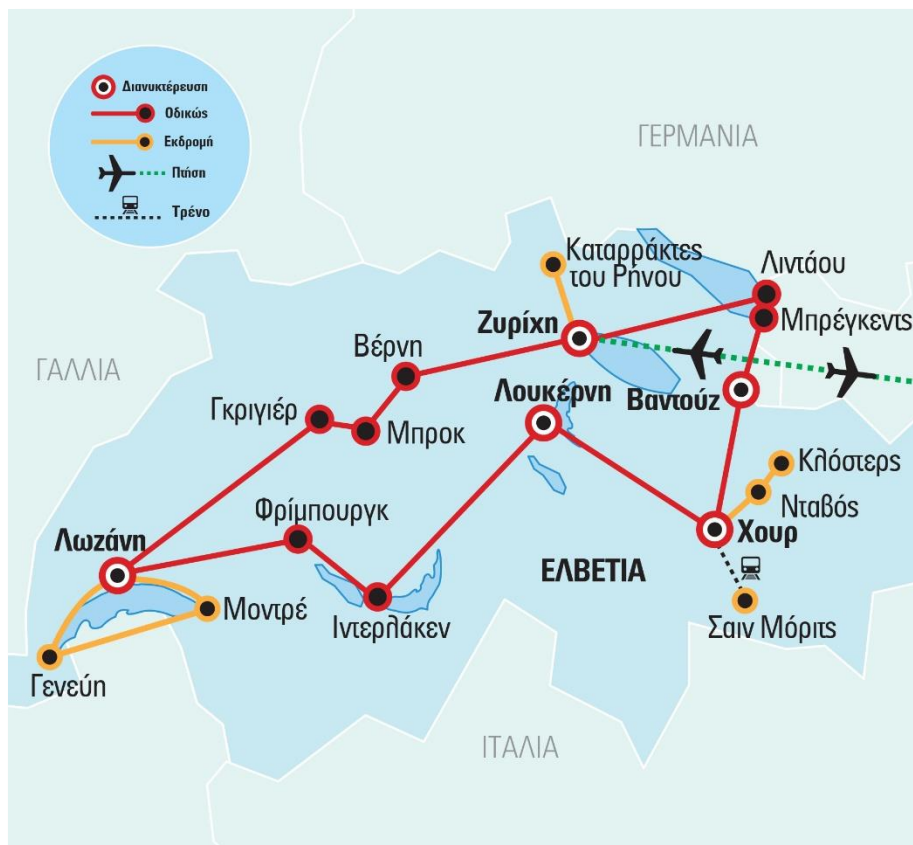 Διανυκτέρευση
Οδικώς
Εκδρομή
Πτήση
Τρένο
ΓΕΡΜΑΝΙΑ
Καταρράκτες
του Ρήνου
Λιντάου
Ζυρίχη
Μπρέγκεντς
Βέρνη
ΓΑΛΛΙΑ
Λουκέρνη
Βαντούζ
Γκριγιέρ
Μπροκ
Κλόστερς
Νταβός
Φρίμπουργκ
Λωζάνη
Χουρ
ΕΛΒΕΤΙΑ
Μοντρέ
Ιντερλάκεν
Σαιν Μόριτς
Γενεύη
ΙΤΑΛΙΑ